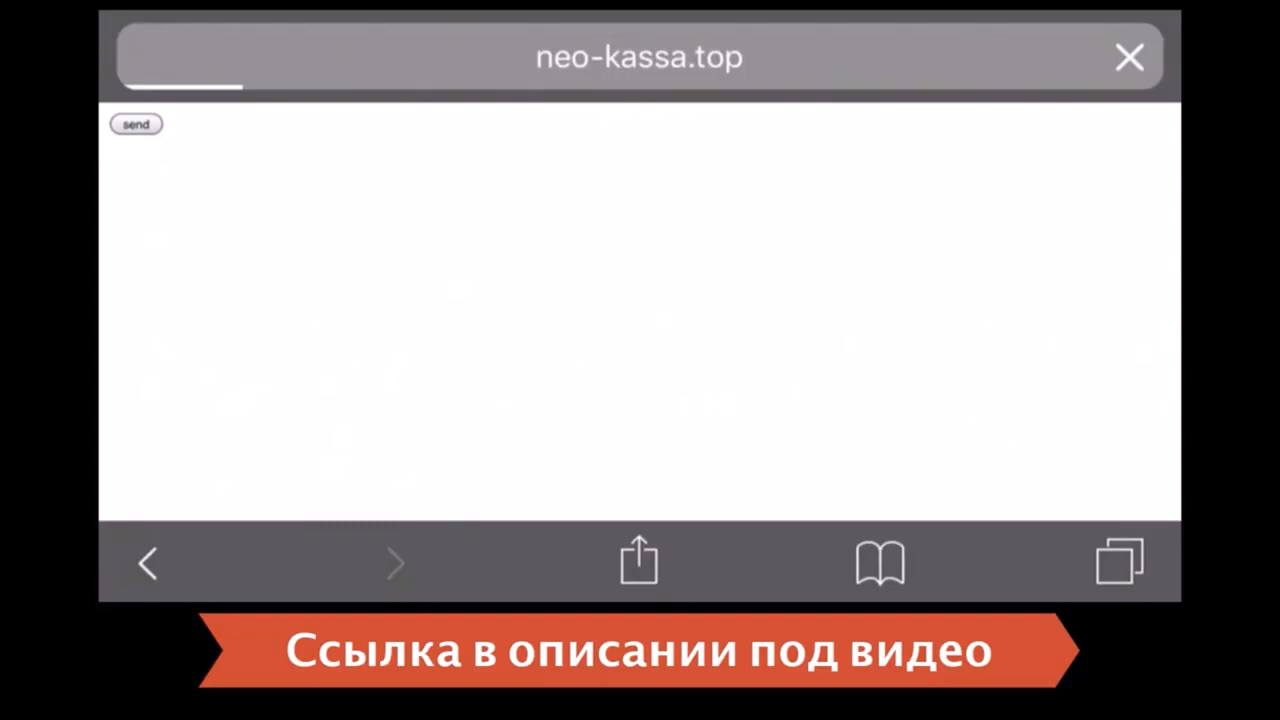 neo-kassa.top
send
Ссылка в описании под видео